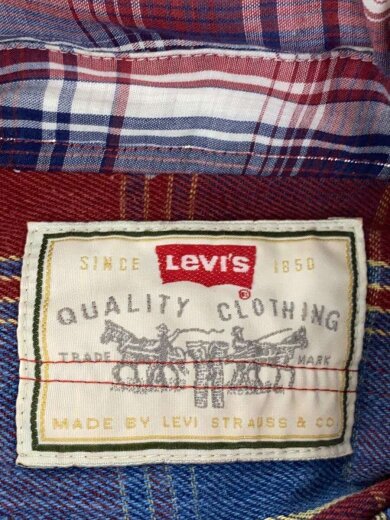 SINCE LEVI'S ® 1850
QUALITY CLOTHING
TRADE MARK
MADE BY LEVI STRAUSS & CO